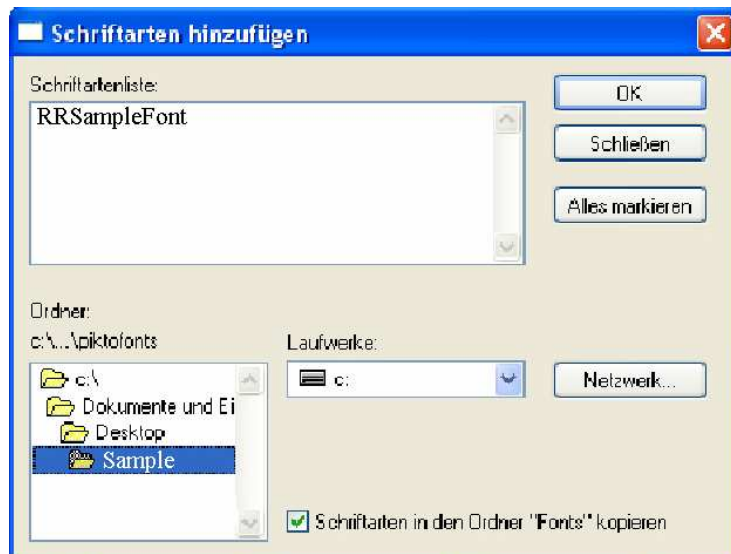 Schriftarten hinzufügen
Schriftartenliste:
RRSampleFont
OK
Schließen
Alles markieren
Ordner:
c:\...\piktofonts
Laufwerke:
c:\
Dokumente und Ei
Desktop
Sample
c:
Netzwerk...
Schriftarten in den Ordner "Fonts" kopieren